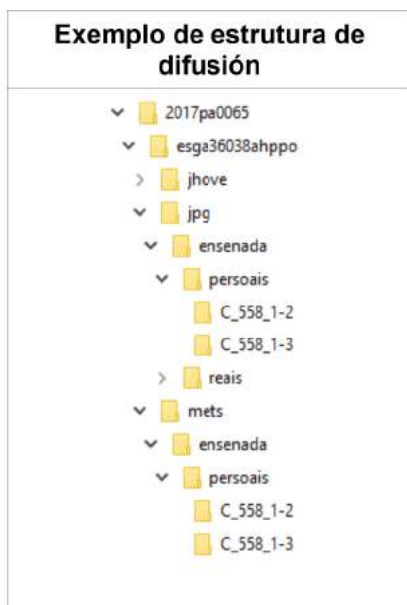 Exemplo de estrutura de
difusión
2017pa0065
esga36038ahppo
jhove
jpg
ensenada
persoais
C_558_1-2
C_558_1-3
reais
mets
ensenada
persoais
C_558_1-2
C_558_1-3